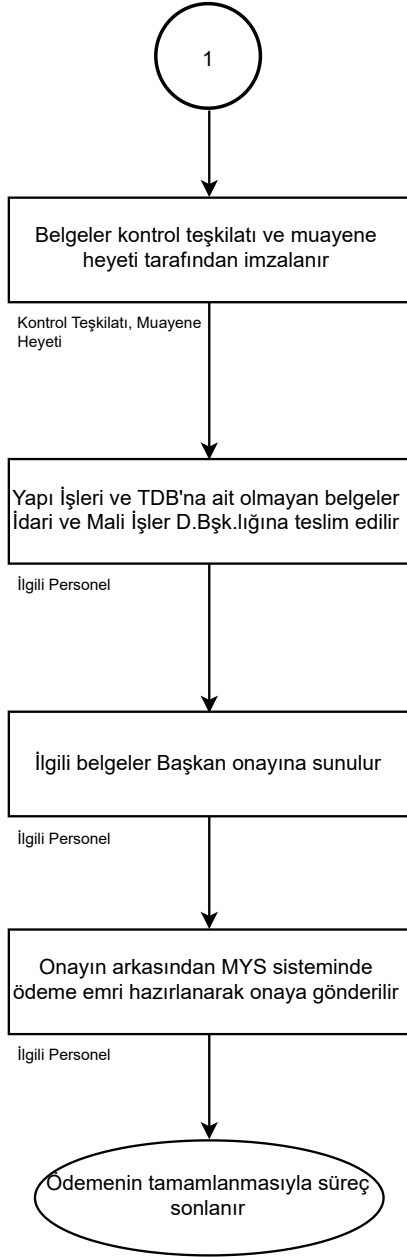 1
Belgeler kontrol teşkilatı ve muayene
heyeti tarafından imzalanır
Kontrol Teşkilatı, Muayene
Heyeti
Yapı İşleri ve TDB'na ait olmayan belgeler
İdari ve Mali İşler D.Bşk.lığına teslim edilir
İlgili Personel
İlgili belgeler Başkan onayına sunulur
İlgili Personel
Onayın arkasından MYS sisteminde
ödeme emri hazırlanarak onaya gönderilir
İlgili Personel
Ödemenin tamamlanmasıyla süreç
sonlanır